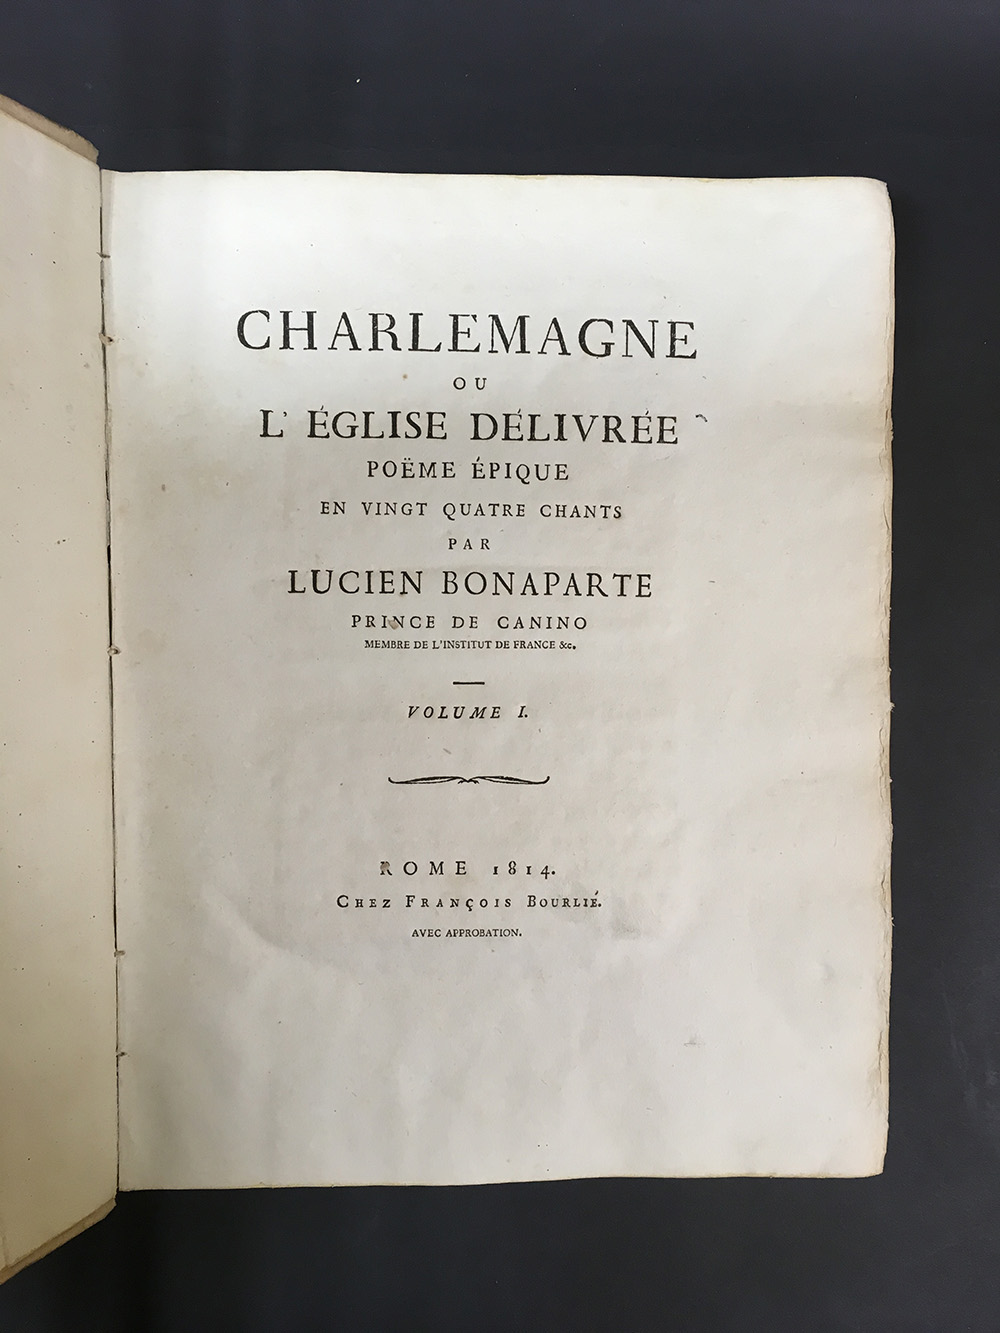 CHARLEMAGNE
OU
L' ÉGLISE DÉLIVRÉE
POËME ÉPIQUE
EN VINGT QUATRE CHANTS
PAR
LUCIEN BONAPARTE
PRINCE DE CANINO
MEMBRE DE L'INSTITUT DE FRANCE &c.
VOLUME I.
ROME 1814.
CHEZ FRANÇOIS BOURLIÉ.
AVEC APPROBATION.